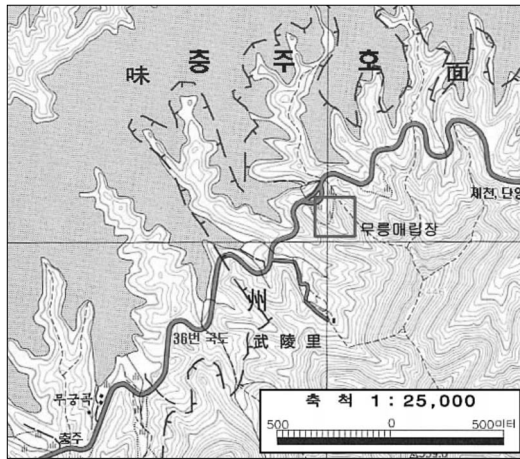 味 충 주 호 面
제천, 단양
무릉매립장
州
36번 국도
武 陵 里
무궁곡
충주
축 척 1 : 25,000
500 0 500미터